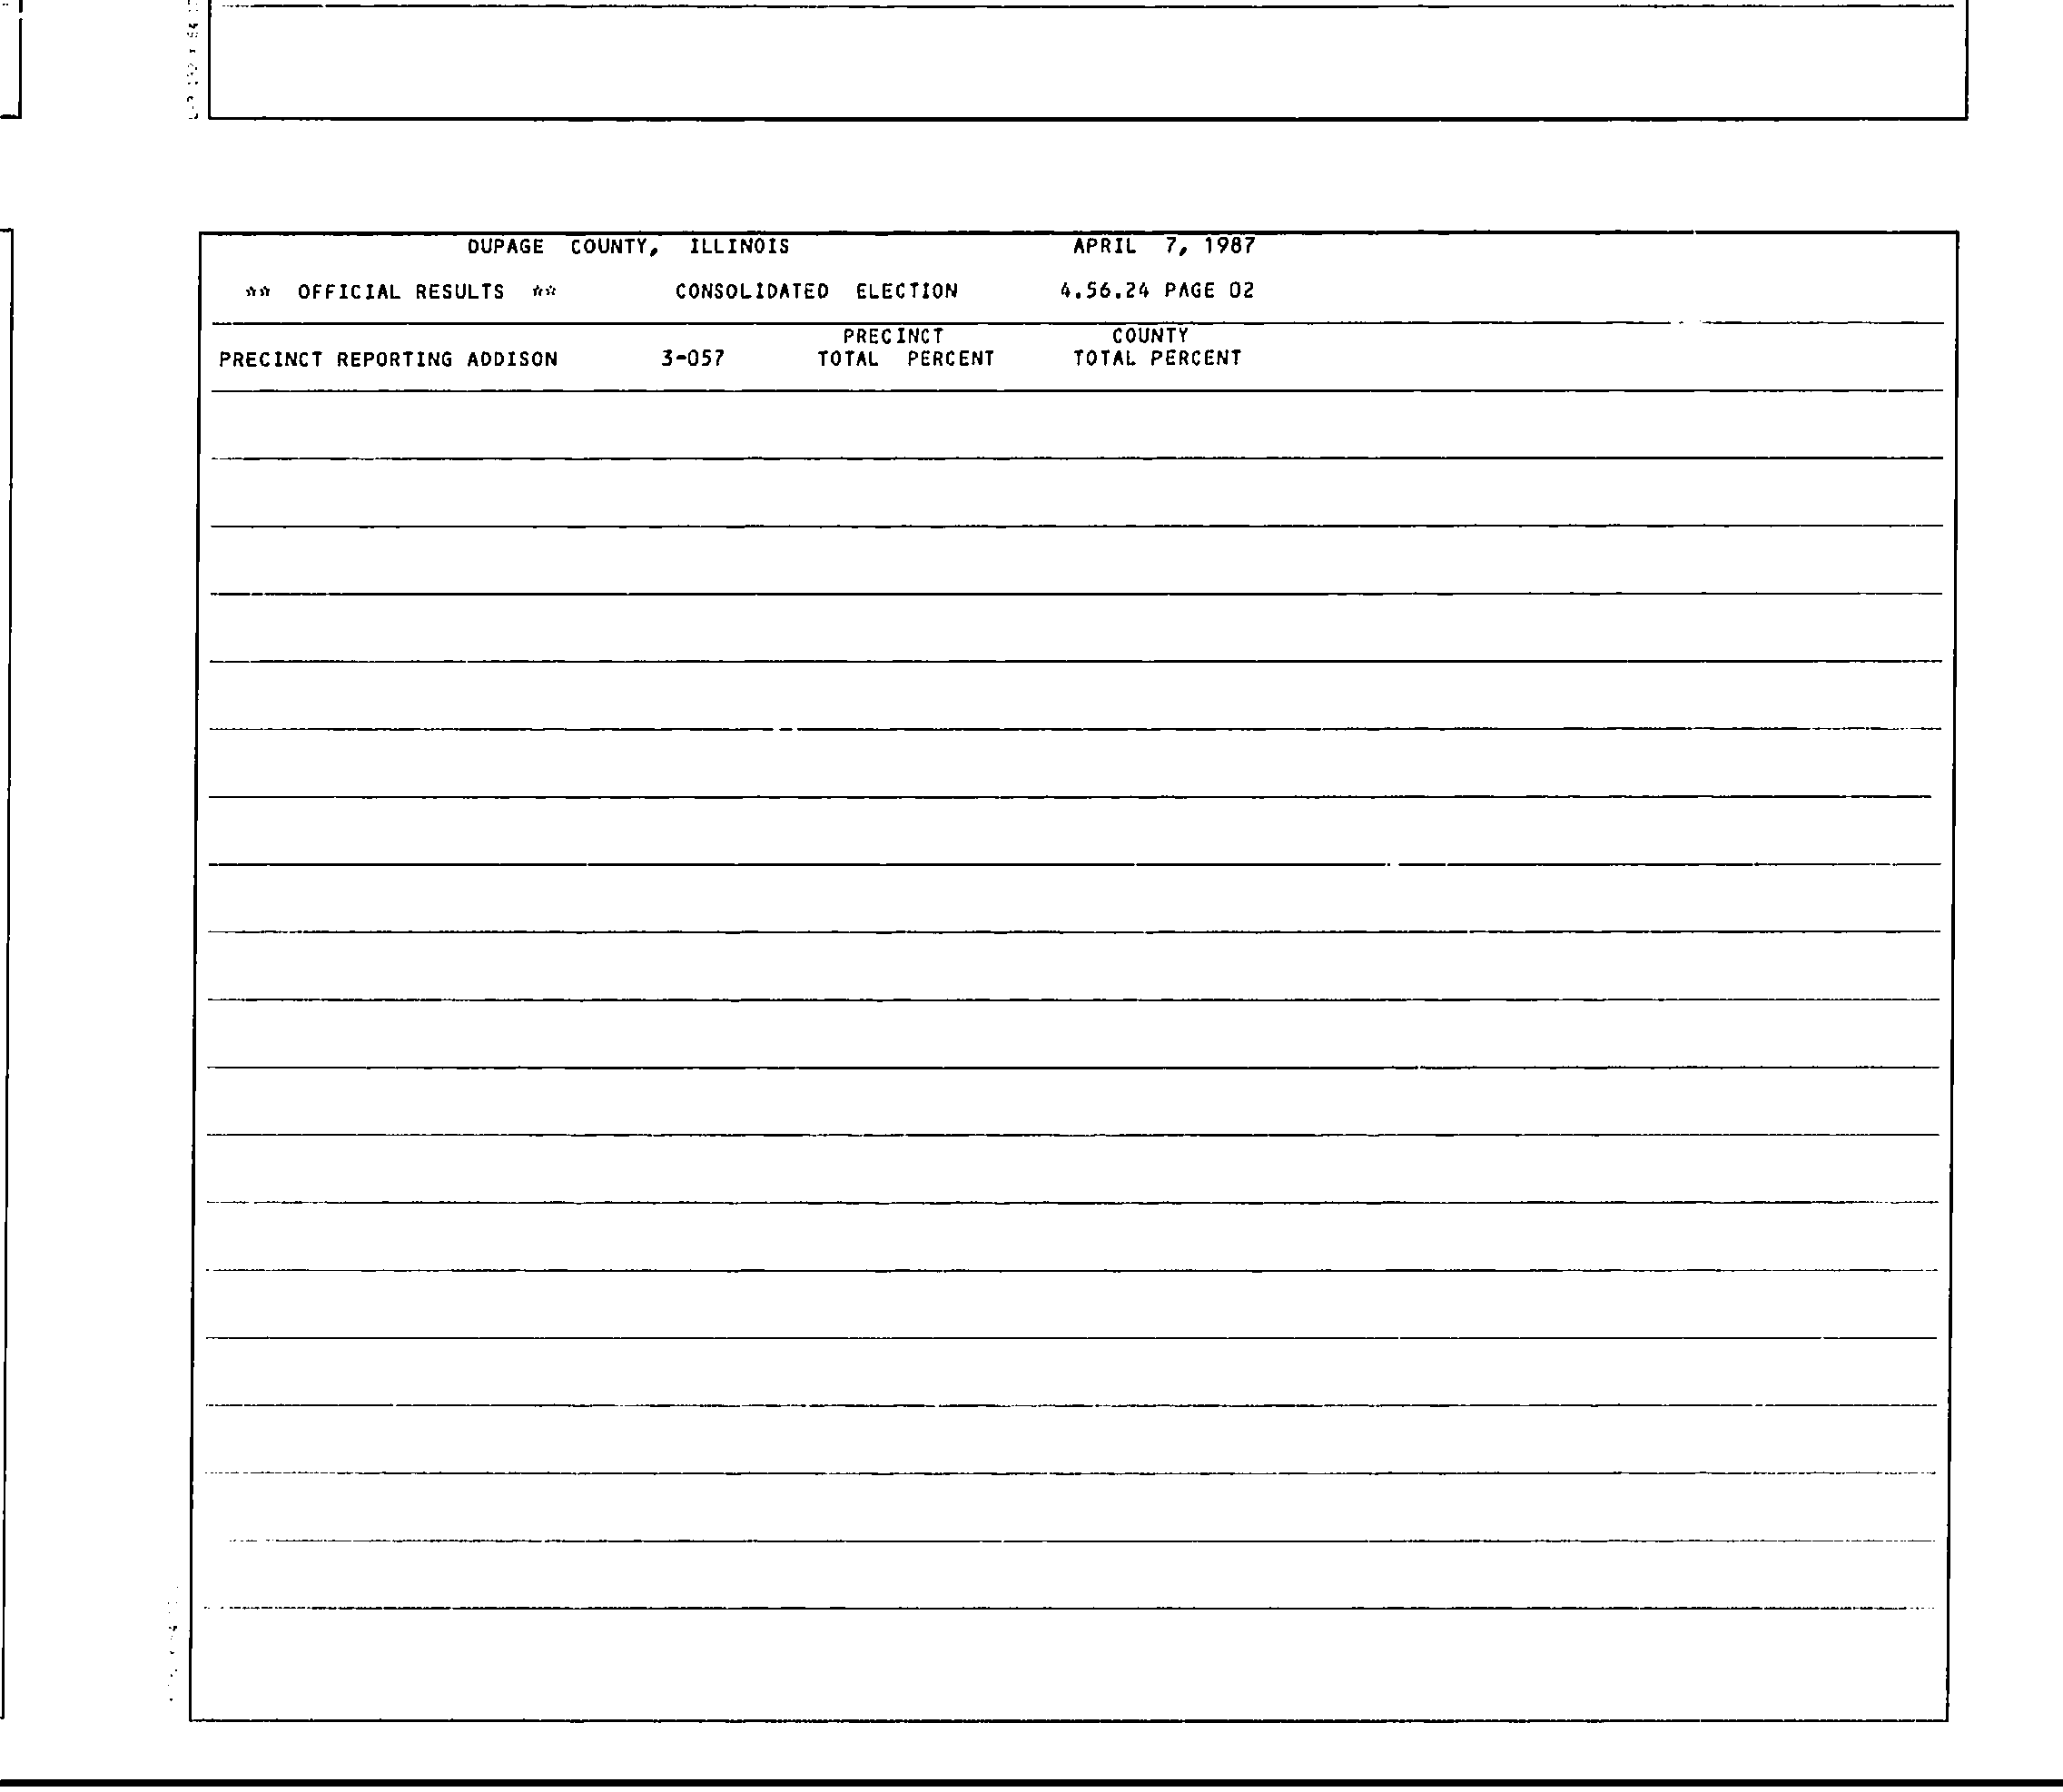 DUPAGE COUNTY, ILLINOIS APRIL 7, 1987
** OFFICIAL RESULTS ** CONSOLIDATED ELECTION 4.56.24 PAGE 02
PRECINCT COUNTY
PRECINCT REPORTING ADDISON 3-057 TOTAL PERCENT TOTAL PERCENT